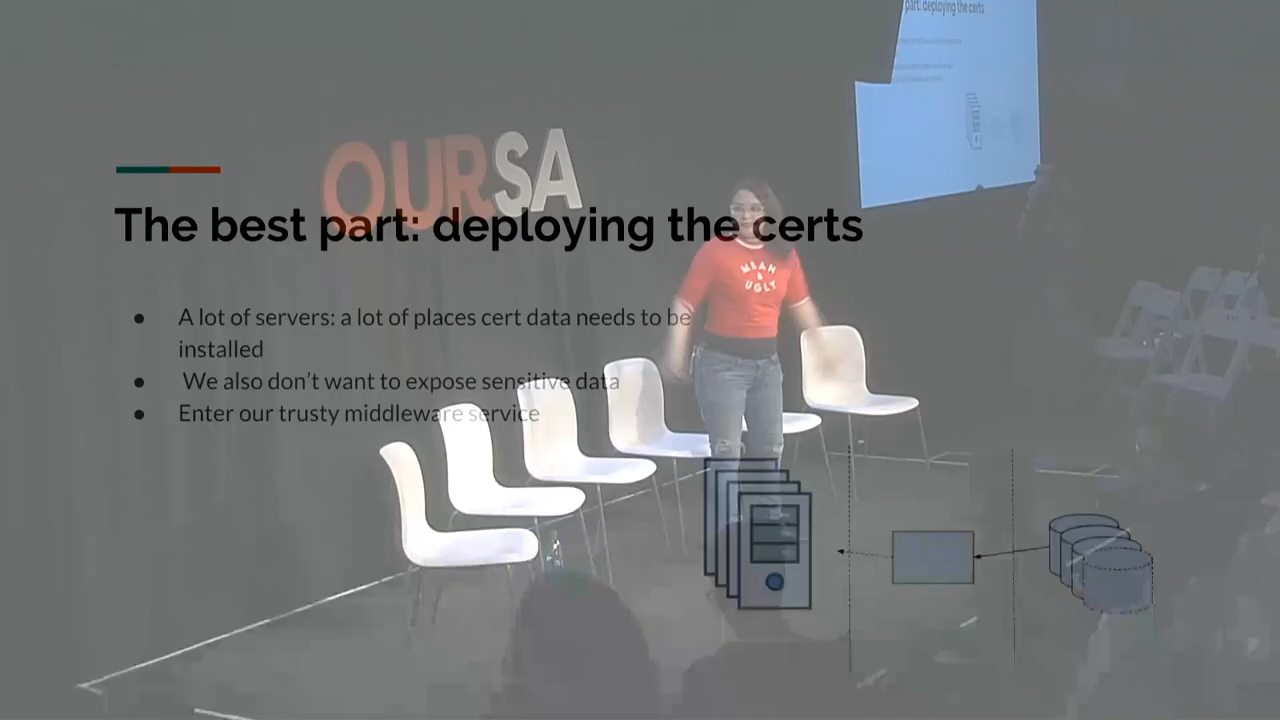 part: deploying the certs
OURSA
The best part: deploying the certs
MEAN
&
UGLY
● A lot of servers: a lot of places cert data needs to be
installed
● We also don't want to expose sensitive data
● Enter our trusty middleware service